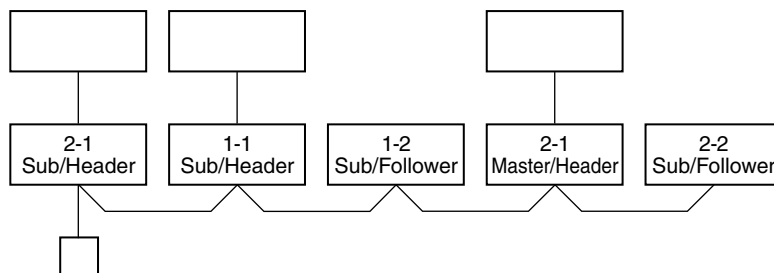 2-1
Sub/Header
1-1
Sub/Header
1-2
Sub/Follower
2-1
Master/Header
2-2
Sub/Follower